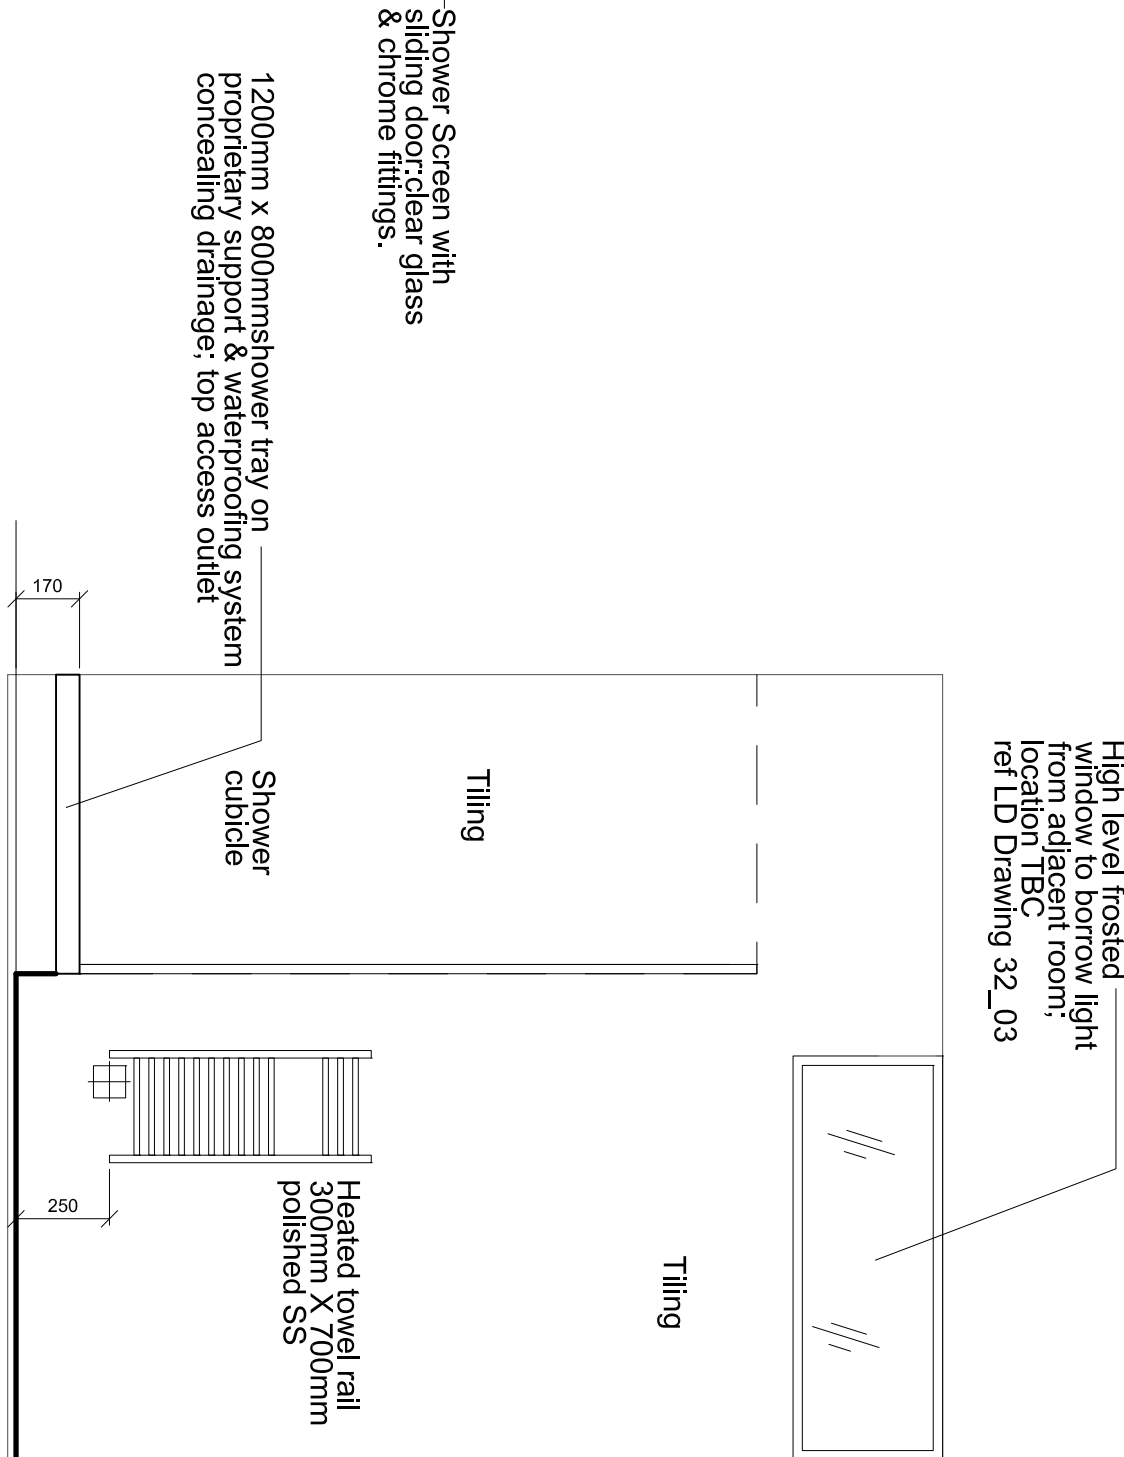 High level frosted
window to borrow light
from adjacent room;
location TBC
ref LD Drawing 32_03
Shower Screen with
sliding door:clear glass
& chrome fittings.
1200mm x 800mmshower tray on
proprietary support & waterproofing system
concealing drainage; top access outlet
Tiling
Shower
cubicle
Tiling
Heated towel rail
300mm X 700mm
polished SS
170
250